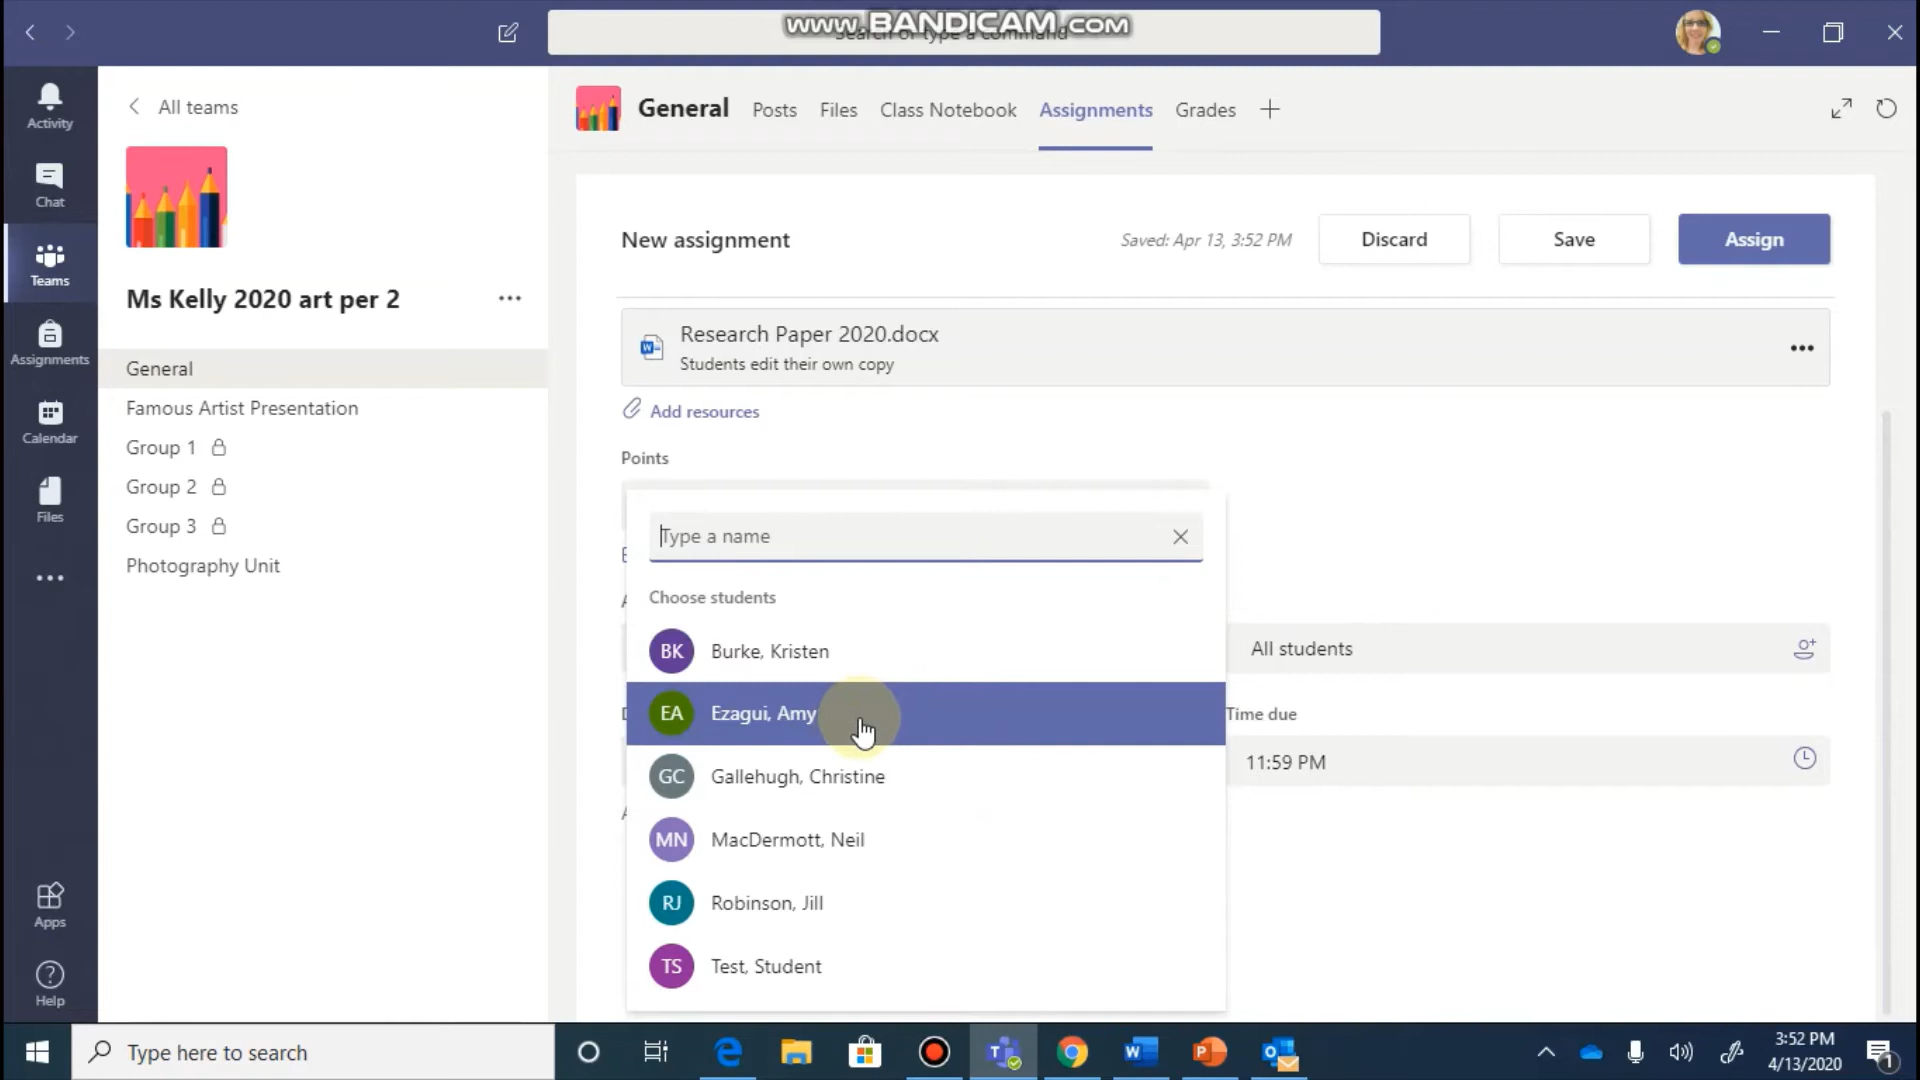 www.BANDICAM.com
Search or type a command
Activity
Chat
Teams
Assignments
Calendar
Files
Apps
Help
All teams
Ms Kelly 2020 art per 2
General
Famous Artist Presentation
Group 1
Group 2
Group 3
Photography Unit
General
Posts
Files
Class Notebook
Assignments
Grades
New assignment
Saved: Apr 13, 3:52 PM
Discard
Save
Assign
Research Paper 2020.docx
Students edit their own copy
Add resources
Points
Type a name
Choose students
BK Burke, Kristen
EA Ezagui, Amy
GC Gallehugh, Christine
MN MacDermott, Neil
RJ Robinson, Jill
TS Test, Student
All students
Time due
11:59 PM
Type here to search
3:52 PM
4/13/2020
1